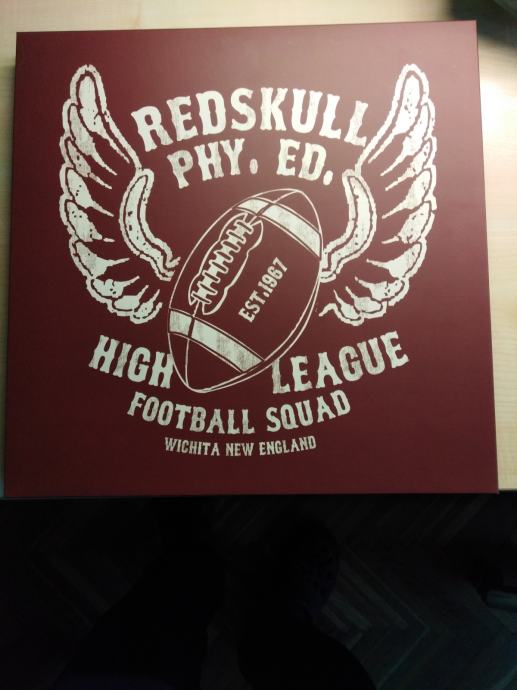 REDSKULL
PHY. ED.
EST.1967
HIGH LEAGUE
FOOTBALL SQUAD
WICHITA NEW ENGLAND